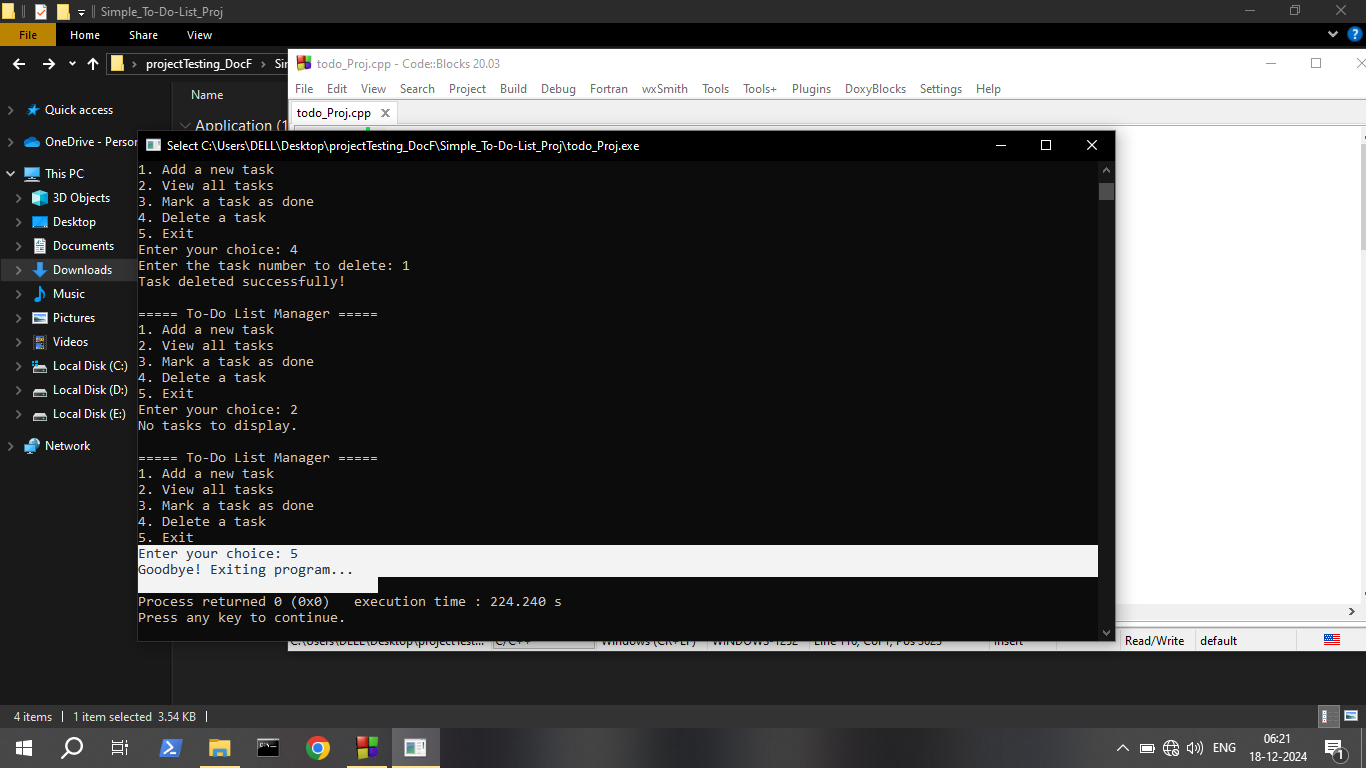 Simple_To-Do-List_Proj
File Home Share View
projectTesting_DocF
Name
Application
Quick access
OneDrive
This PC
3D Objects
Desktop
Documents
Downloads
Music
Pictures
Videos
Local Disk (C:)
Local Disk (D:)
Local Disk (E:)
Network
todo_Proj.cpp - Code::Blocks 20.03
File Edit View Search Project Build Debug Fortran wxSmith Tools Tools+ Plugins DoxyBlocks Settings Help
todo_Proj.cpp
Select C:\Users\DELL\Desktop\projectTesting_DocF\Simple_To-Do-List_Proj\todo_Proj.exe
1. Add a new task
2. View all tasks
3. Mark a task as done
4. Delete a task
5. Exit
Enter your choice: 4
Enter the task number to delete: 1
Task deleted successfully!
===== To-Do List Manager =====
1. Add a new task
2. View all tasks
3. Mark a task as done
4. Delete a task
5. Exit
Enter your choice: 2
No tasks to display.
===== To-Do List Manager =====
1. Add a new task
2. View all tasks
3. Mark a task as done
4. Delete a task
5. Exit
Enter your choice: 5
Goodbye! Exiting program...
Process returned 0 (0x0)   execution time : 224.240 s
Press any key to continue.
Read/Write default
4 items 1 item selected 3.54 KB
ENG
06:21
18-12-2024
1